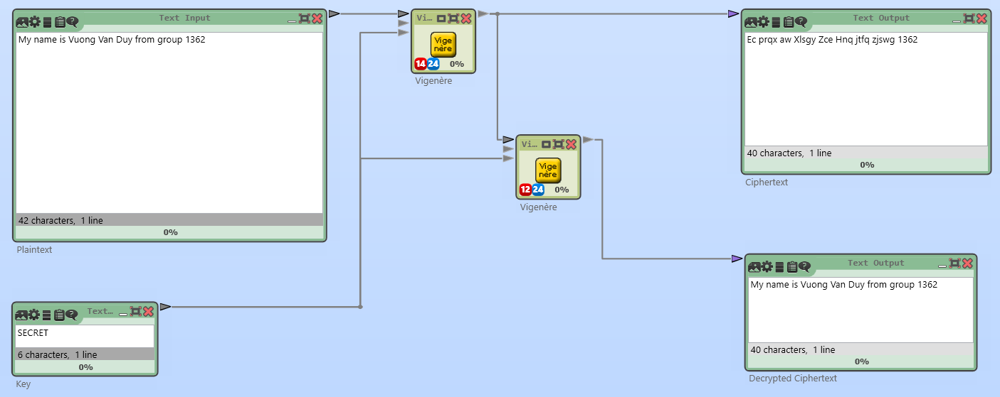 Text Input
My name is Vuong Van Duy from group 1362
42 characters, 1 line
0%
Plaintext
Vi...
Vige
nère
14 24 0%
Vigenère
Text Output
Ec prqx aw Xlsgy Zce Hnq jtfq zjswg 1362
40 characters, 1 line
0%
Ciphertext
Vi...
Vige
nère
12 24 0%
Vigenère
Text Output
My name is Vuong Van Duy from group 1362
40 characters, 1 line
0%
Decrypted Ciphertext
Text...
SECRET
6 characters, 1 line
0%
Key